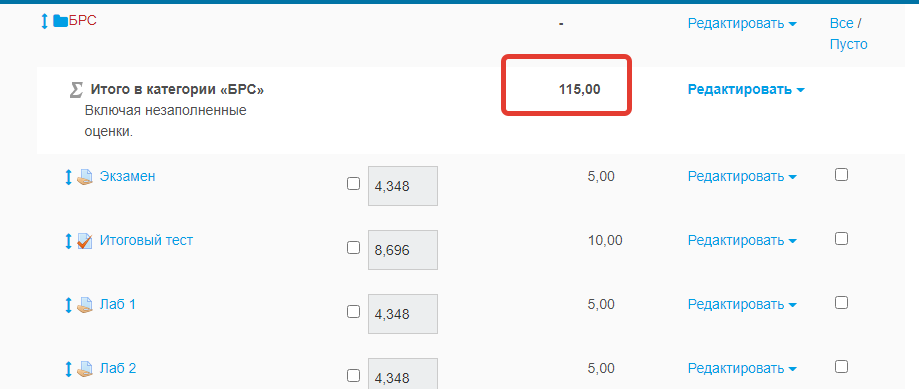 БРС - Редактировать Все /
Пусто
Итого в категории «БРС» 115,00 Редактировать
Включая незаполненные
оценки.
Экзамен 4,348 5,00 Редактировать
Итоговый тест 8,696 10,00 Редактировать
Лаб 1 4,348 5,00 Редактировать
Лаб 2 4,348 5,00 Редактировать